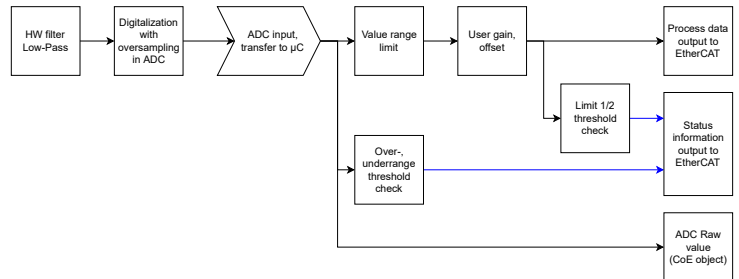 HW filter
Low-Pass
Digitalization
with
oversampling
in ADC
ADC input,
transfer to µC
Value range
limit
User gain,
offset
Process data
output to
EtherCAT
Limit 1/2
threshold
check
Status
information
output to
EtherCAT
Over-,
underrange
threshold
check
ADC Raw
value
(CoE object)